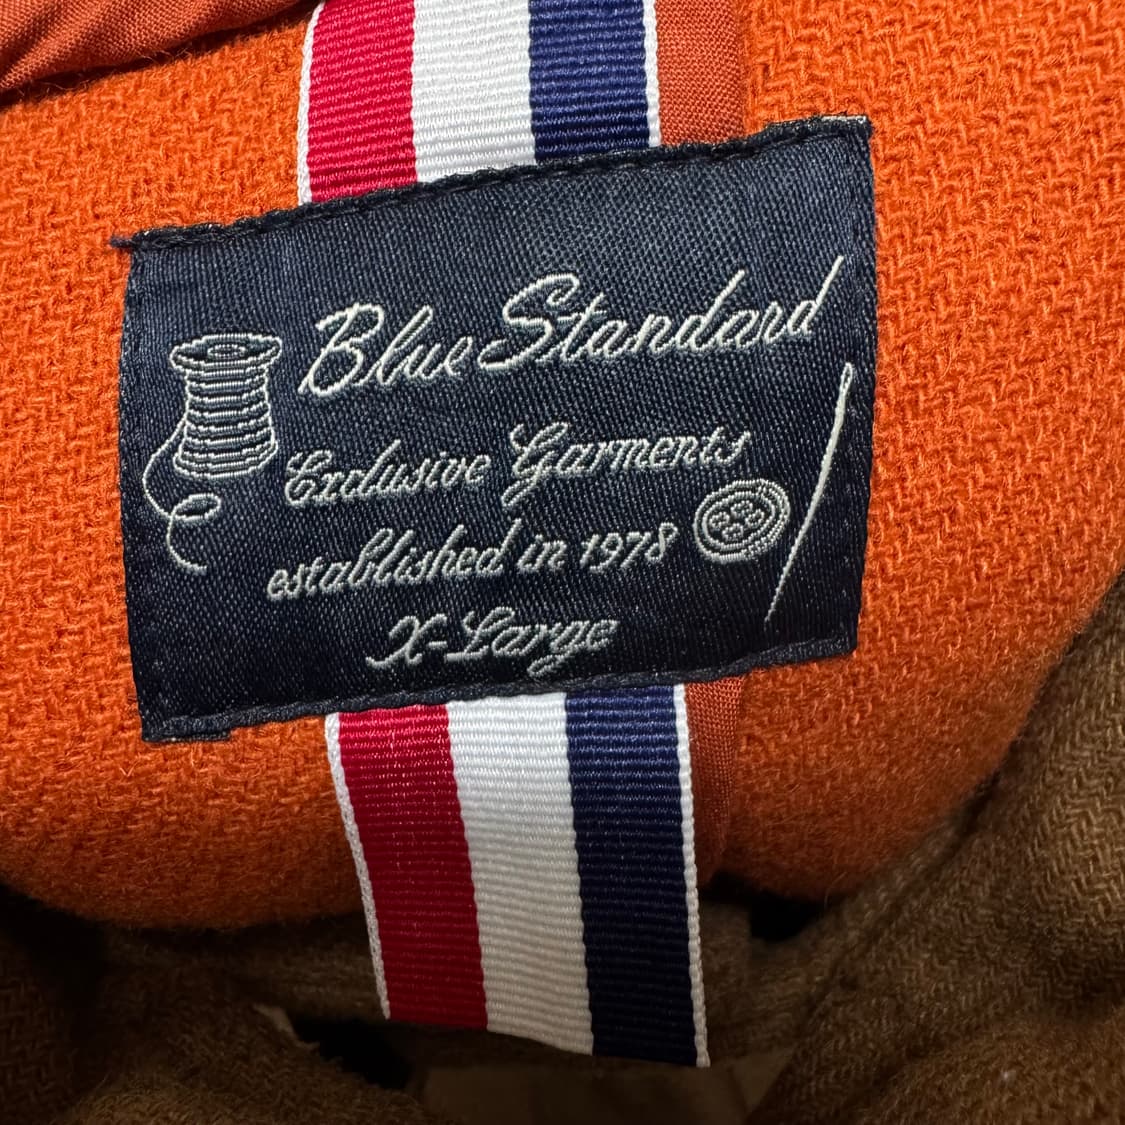 Blue Standard
Exclusive Garments
established in 1978
X-Large